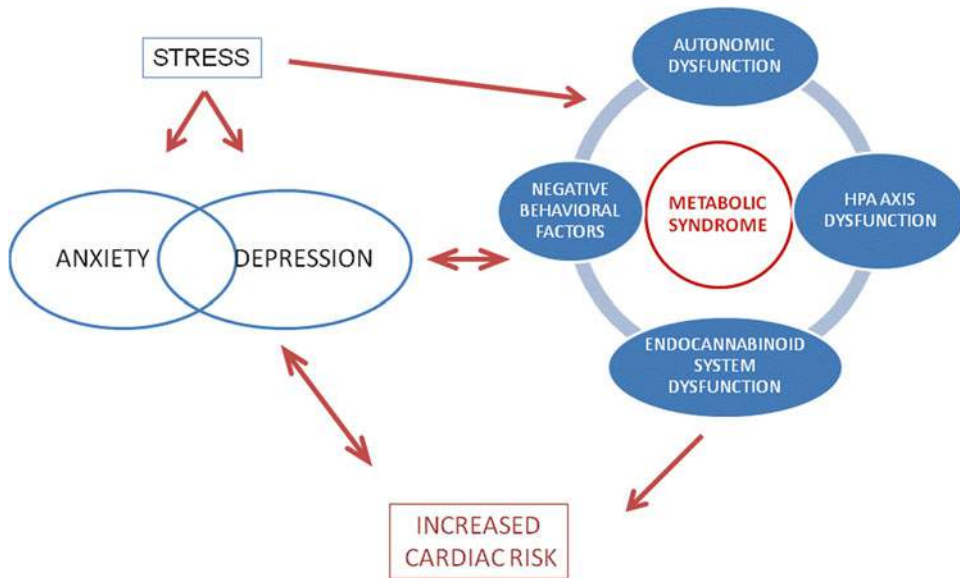 STRESS
AUTONOMIC
DYSFUNCTION
ANXIETY
DEPRESSION
NEGATIVE
BEHAVIORAL
FACTORS
METABOLIC
SYNDROME
HPA AXIS
DYSFUNCTION
ENDOCANNABINOID
SYSTEM
DYSFUNCTION
INCREASED
CARDIAC RISK